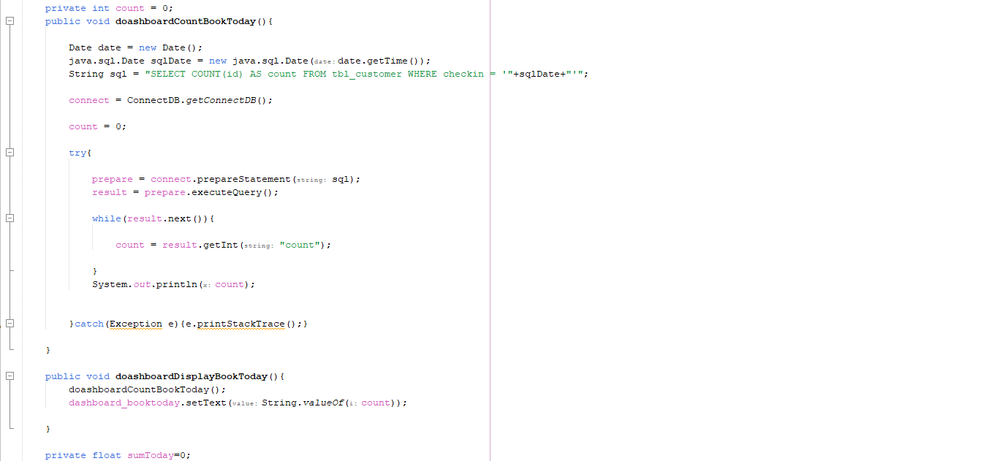 private int count = 0;
public void doashboardCountBookToday(){
Date date = new Date();
java.sql.Date sqlDate = new java.sql.Date(date: date.getTime());
String sql = "SELECT COUNT(id) AS count FROM tbl_customer WHERE checkin = '"+sqlDate+"'";
connect = ConnectDB.getConnectDB();
count = 0;
try{
prepare = connect.prepareStatement(string: sql);
result = prepare.executeQuery();
while(result.next()){
count = result.getInt(string: "count");
}
System.out.println(x: count);
}catch(Exception e){e.printStackTrace();}
}
public void doashboardDisplayBookToday(){
doashboardCountBookToday();
dashboard_booktoday.setText(value: String.valueOf(i: count));
}
private float sumToday=0;